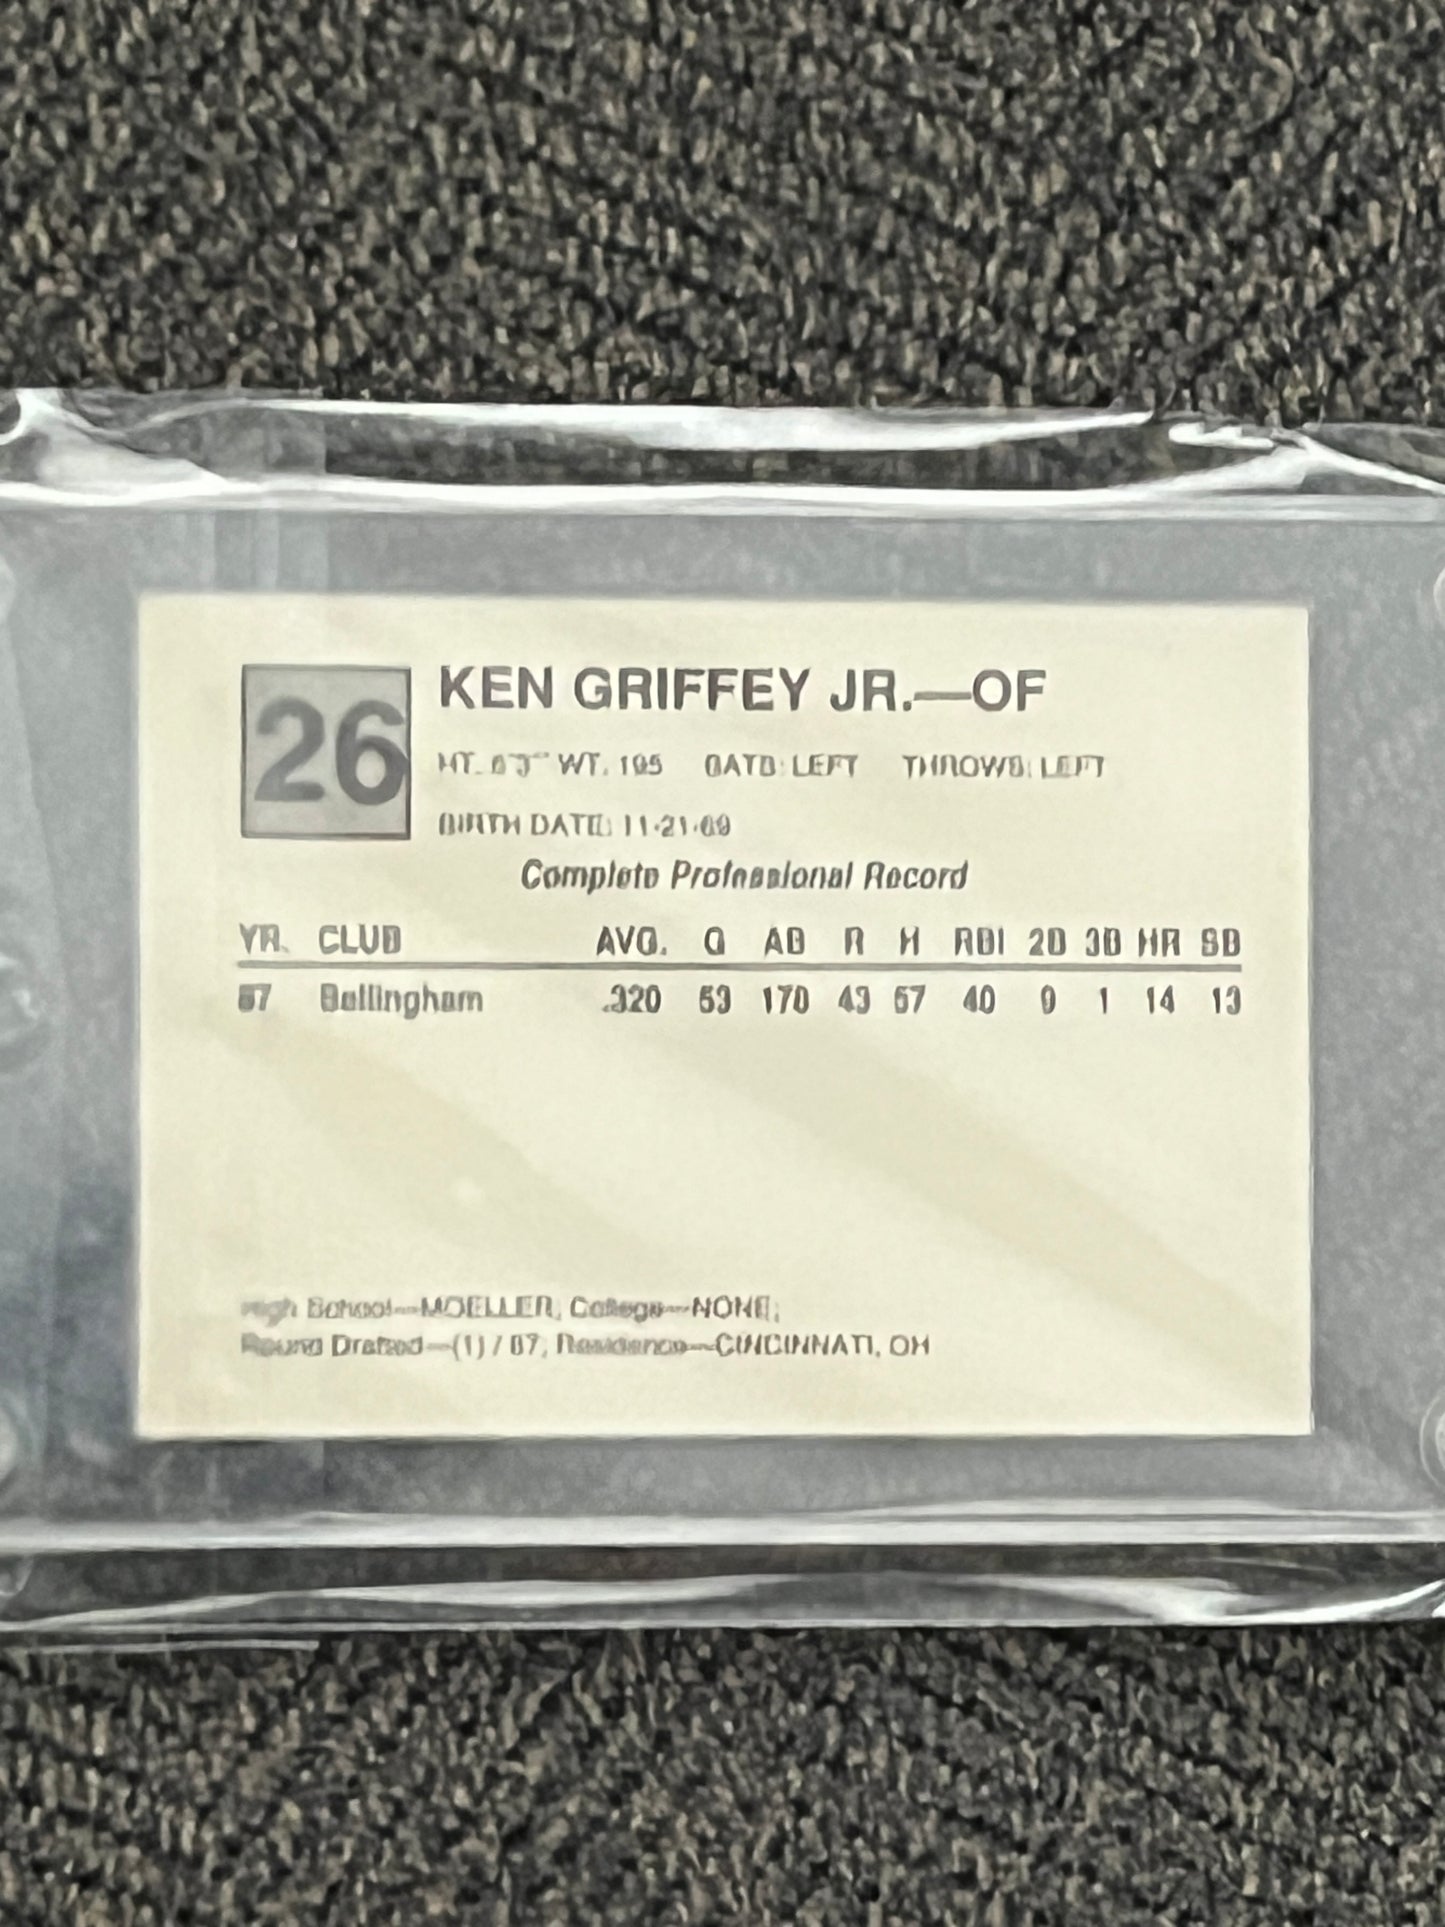 26
KEN GRIFFEY JR.—OF
HT. 6'3" WT. 195 BATS: LEFT THROWS: LEFT
BIRTH DATE: 11-21-69
Complete Professional Record
YR. CLUB AVG. G AB R H RBI 2B 3B HR SB
87 Bellingham .320 53 170 43 57 40 9 1 14 13
High School—MOELLER; College—NONE;
Round Drafted—(1) / 87; Residence—CINCINNATI, OH